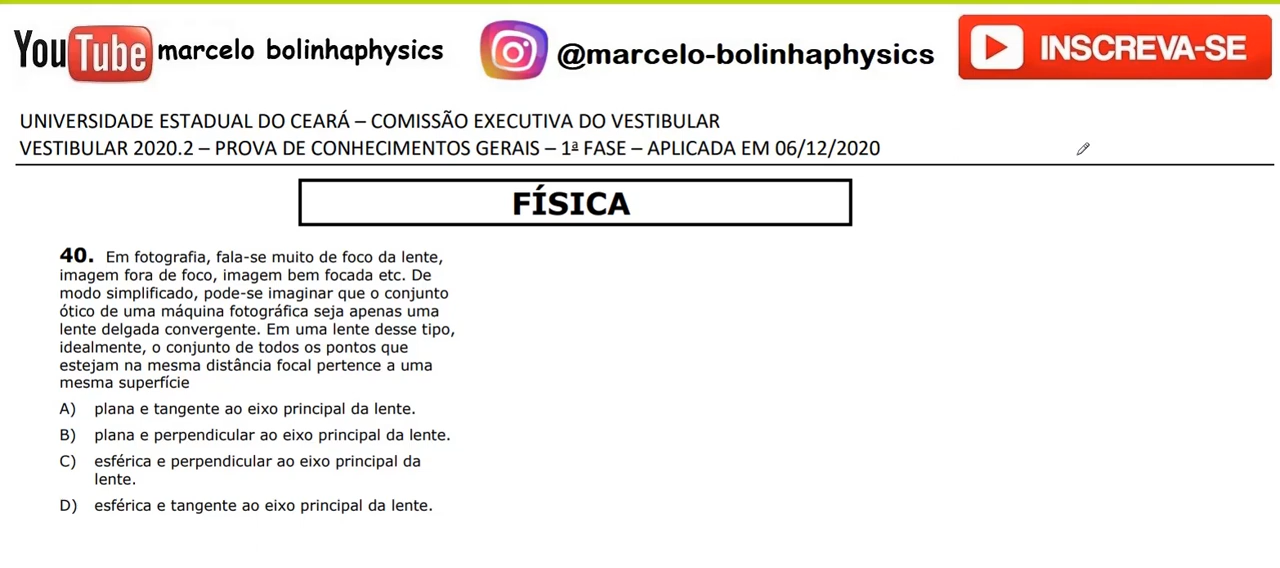 YouTube marcelo bolinhaphysics @marcelo-bolinhaphysics INSCREVA-SE
UNIVERSIDADE ESTADUAL DO CEARÁ – COMISSÃO EXECUTIVA DO VESTIBULAR
VESTIBULAR 2020.2 – PROVA DE CONHECIMENTOS GERAIS – 1ª FASE – APLICADA EM 06/12/2020
FÍSICA
40. Em fotografia, fala-se muito de foco da lente,
imagem fora de foco, imagem bem focada etc. De
modo simplificado, pode-se imaginar que o conjunto
ótico de uma máquina fotográfica seja apenas uma
lente delgada convergente. Em uma lente desse tipo,
idealmente, o conjunto de todos os pontos que
estejam na mesma distância focal pertence a uma
mesma superfície
A) plana e tangente ao eixo principal da lente.
B) plana e perpendicular ao eixo principal da lente.
C) esférica e perpendicular ao eixo principal da
lente.
D) esférica e tangente ao eixo principal da lente.